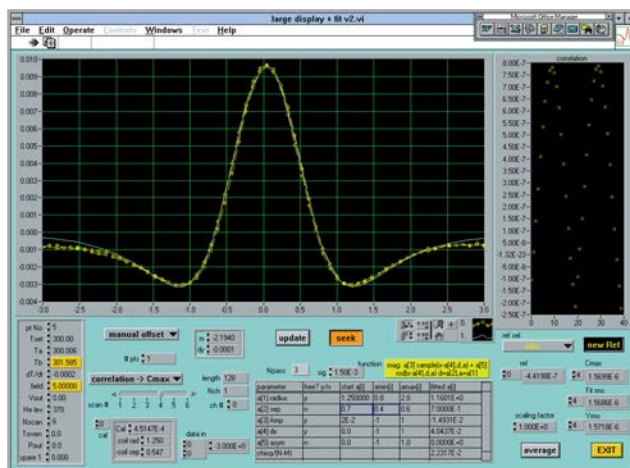 large display + fit v2.vi
Microsoft Office Manager
File Edit Operate Controls Windows Text Help
correlation
0.010
0.009
0.008
0.007
0.006
0.005
0.004
0.003
0.002
0.001
0.000
-0.001
-0.002
-0.003
-0.004
-3.0 -2.5 -2.0 -1.5 -1.0 -0.5 0.0 0.5 1.0 1.5 2.0 2.5 3.0
8.00E-7
7.50E-7
7.00E-7
6.50E-7
6.00E-7
5.50E-7
5.00E-7
4.50E-7
4.00E-7
3.50E-7
3.00E-7
2.50E-7
2.00E-7
1.50E-7
1.00E-7
5.00E-8
-1.32E-23
-5.00E-8
-1.00E-7
-1.50E-7
-2.00E-7
-2.50E-7
0 10 20 30 40
pt No 5
Tset 300.00
Ta 300.006
Tb 301.585
dT/dt -0.0002
field 5.00000
Vout 0.00
He lev 370
Nscan 6
Toven 0.0
Pout 0.0
spare 1 0.000
manual offset
# pts 1
m -2.1940
dy -0.0001
update
seek
correlation -> Cmax
length 128
Nch 1
ch # 0
scan # 1 2 3 4 5 6
0
cal
Cal 4.5147E-4
coil rad 1.250
coil sep 0.547
data in
0
0
-3.000E+0
Npass 3
sig 1.50E-3
function
mag: a[3] sample(x-a[4],d,a) + a[5]
rod(x-a[4],d,a) d=a[2],a=a[1]
parameter free? y/n start a[i] amin[i] amax[i] fitted a[i]
a[1] radius y 1.250000 0.8 2.0 1.1601E+0
a[2] sep n 0.7 0.4 0.6 7.0000E-1
a[3] Amp y 2E-2 -1 1 1.4931E-2
a[4] dv y 0.0 -1 1 4.0437E-2
a[5] asym n 0.0 -1 1.0 0.0000E+0
chisq/(N-M) 2.2317E-2
ref sel
new Ref
ref
-4.4190E-7
Cmax
4 1.5699E-6
Fit rms
4 1.5686E-6
scaling factor
1.000E+0
Vrms
4 1.5718E-6
average
EXIT